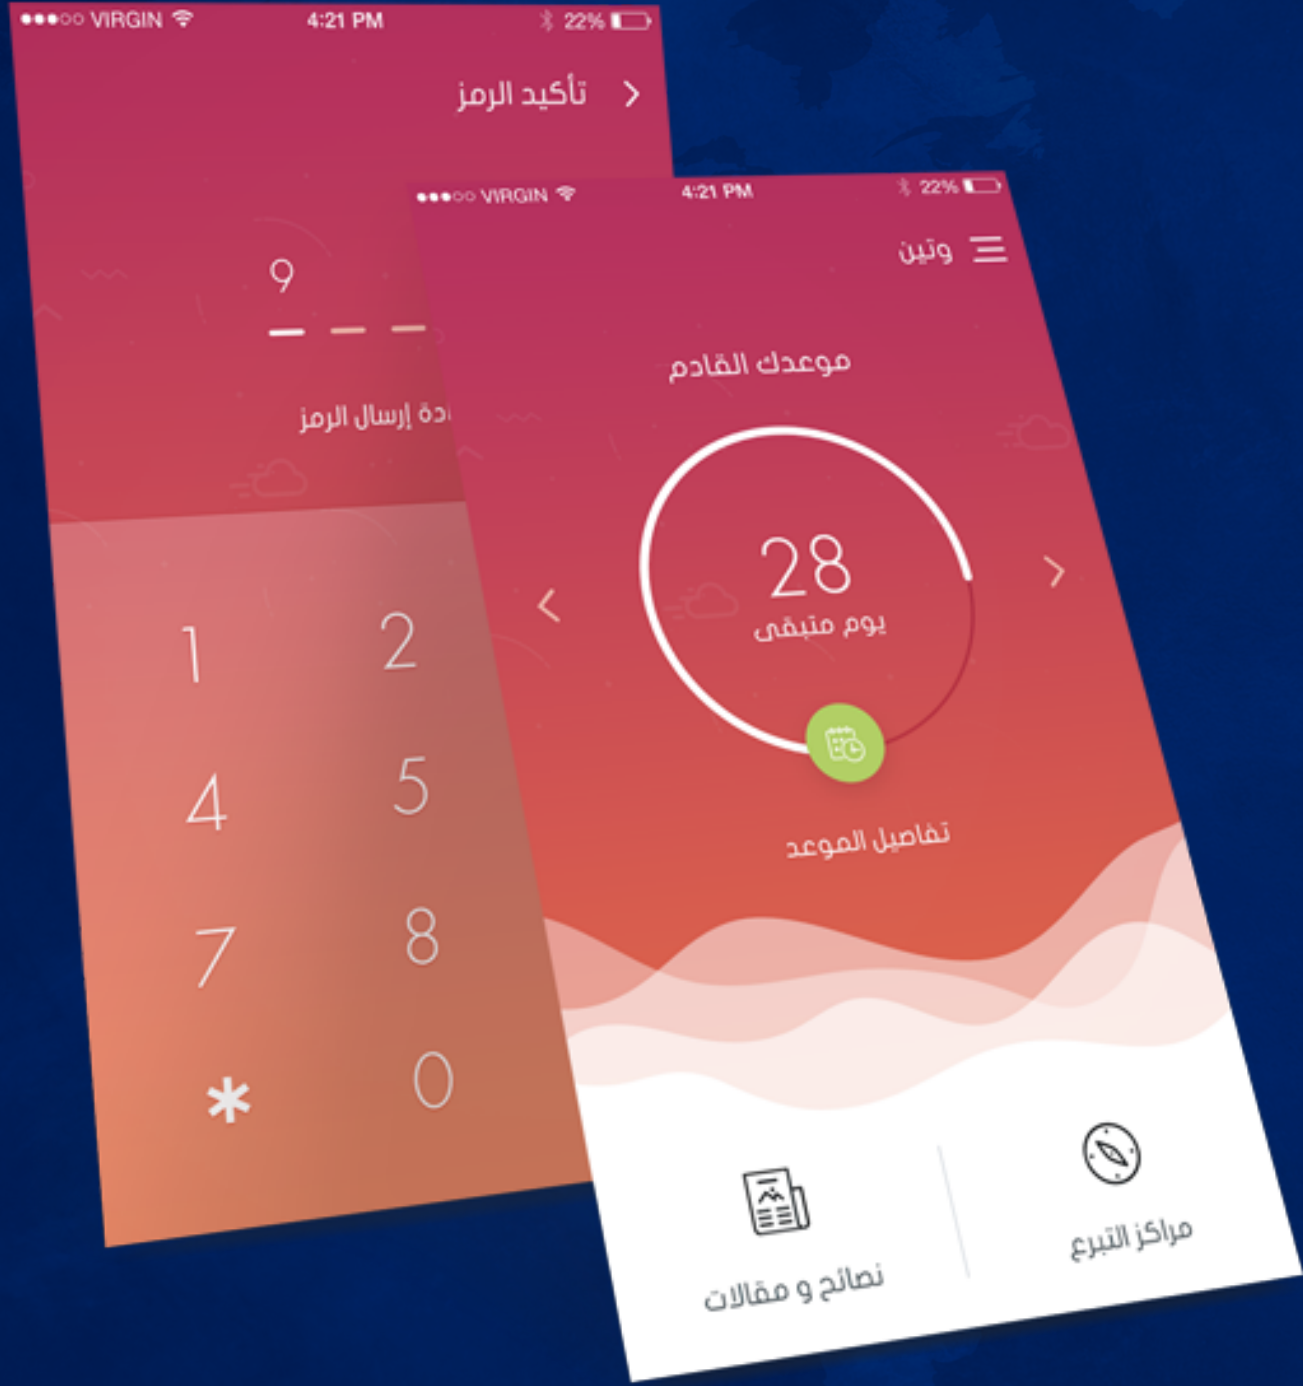 VIRGIN 4:21 PM 22%
تأكيد الرمز
9
إرسال الرمز
1 2
4 5
7 8
* 0
VIRGIN 4:21 PM 22%
وتين
موعدك القادم
28
يوم متبقى
تفاصيل الموعد
مراكز التبرع
نصائح و مقالات